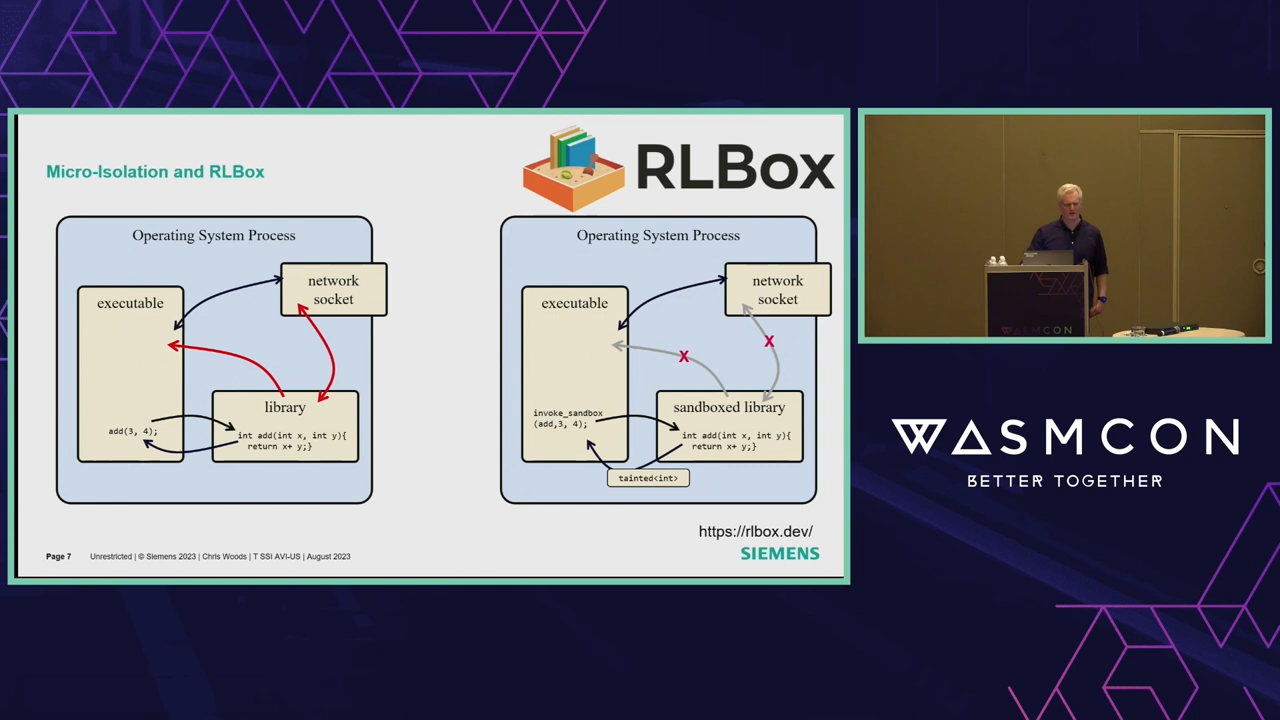 Micro-Isolation and RLBox
RLBox
Operating System Process
executable
network
socket
library
add(3, 4);
int add(int x, int y){
return x+ y;}
Operating System Process
executable
network
socket
X
X
invoke_sandbox
(add,3, 4);
sandboxed library
int add(int x, int y){
return x+ y;}
tainted<int>
https://rlbox.dev/
Page 7 Unrestricted | © Siemens 2023 | Chris Woods | T SSI AVI-US | August 2023
SIEMENS
WASMCON
WASMCON
BETTER TOGETHER